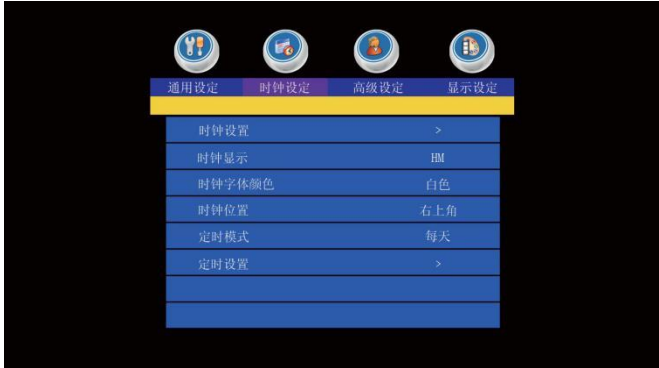 通用设定 时钟设定 高级设定 显示设定
时钟设置 >
时钟显示 HM
时钟字体颜色 白色
时钟位置 右上角
定时模式 每天
定时设置 >